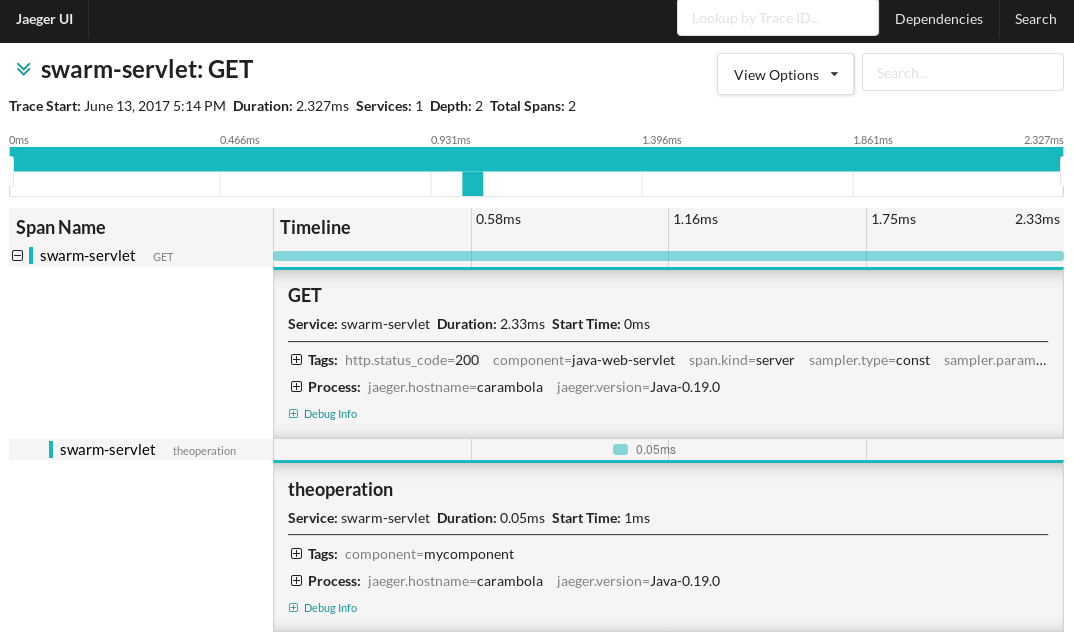 Jaeger UI Lookup by Trace ID... Dependencies Search
swarm-servlet: GET View Options Search...
Trace Start: June 13, 2017 5:14 PM Duration: 2.327ms Services: 1 Depth: 2 Total Spans: 2
0ms 0.466ms 0.931ms 1.396ms 1.861ms 2.327ms
Span Name Timeline 0.58ms 1.16ms 1.75ms 2.33ms
swarm-servlet GET
GET
Service: swarm-servlet Duration: 2.33ms Start Time: 0ms
Tags: http.status_code=200 component=java-web-servlet span.kind=server sampler.type=const sampler.param...
Process: jaeger.hostname=carambola jaeger.version=Java-0.19.0
Debug Info
swarm-servlet theoperation 0.05ms
theoperation
Service: swarm-servlet Duration: 0.05ms Start Time: 1ms
Tags: component=mycomponent
Process: jaeger.hostname=carambola jaeger.version=Java-0.19.0
Debug Info